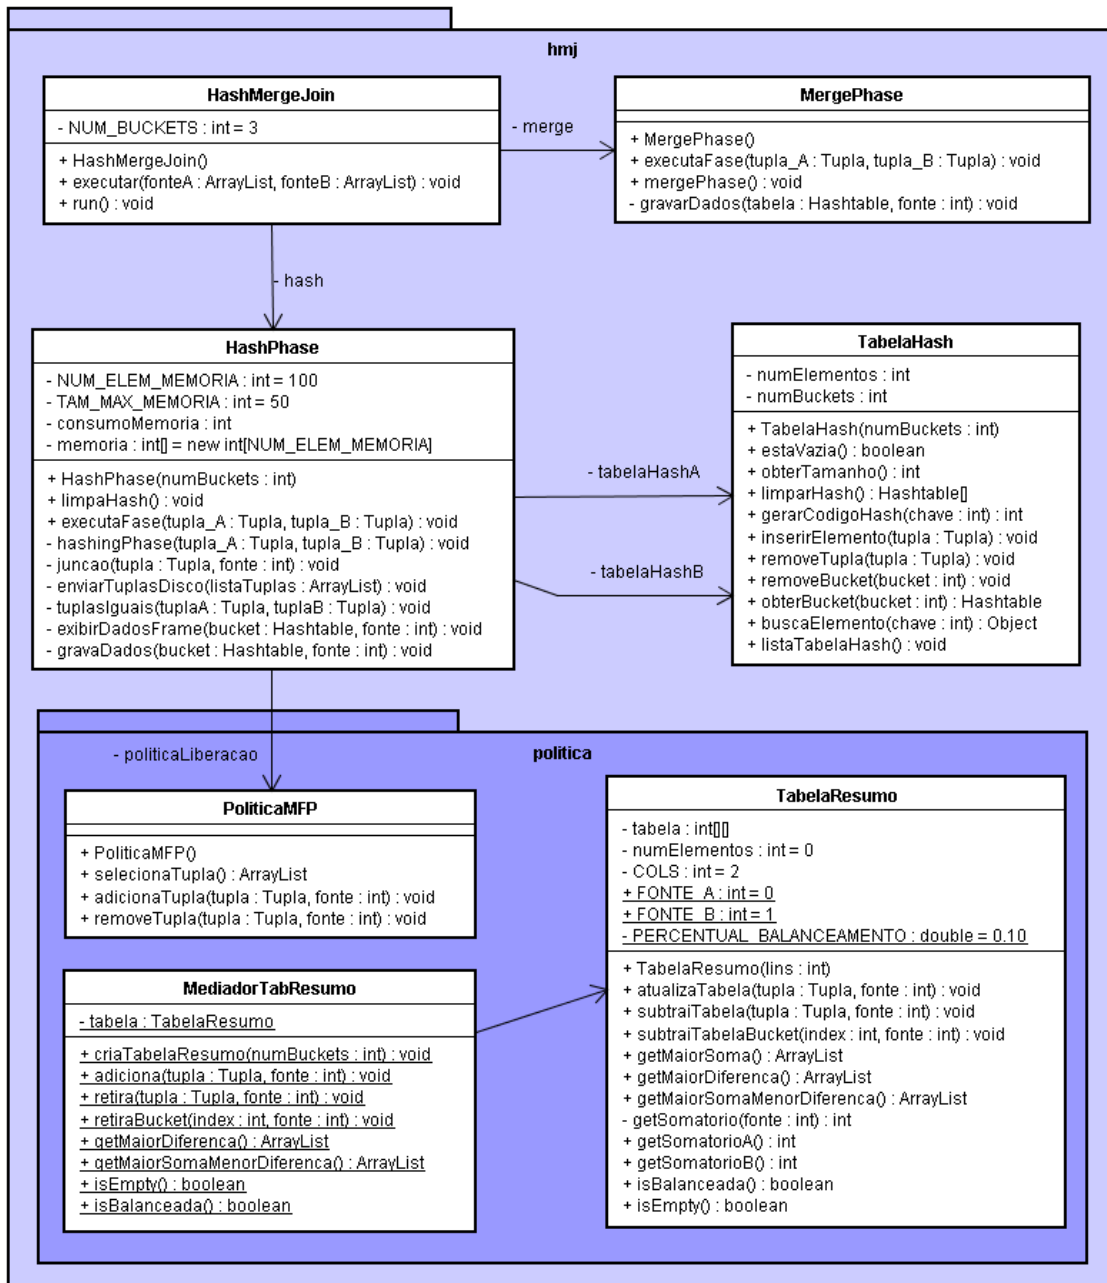 hmj
HashMergeJoin
- NUM_BUCKETS : int = 3
+ HashMergeJoin()
+ executar(fonteA : ArrayList, fonteB : ArrayList) : void
+ run() : void
- merge
MergePhase
+ MergePhase()
+ executaFase(tupla_A : Tupla, tupla_B : Tupla) : void
+ mergePhase() : void
- gravarDados(tabela : Hashtable, fonte : int) : void
- hash
HashPhase
- NUM_ELEM_MEMORIA : int = 100
- TAM_MAX_MEMORIA : int = 50
- consumoMemoria : int
- memoria : int[] = new int[NUM_ELEM_MEMORIA]
+ HashPhase(numBuckets : int)
+ limpaHash() : void
+ executaFase(tupla_A : Tupla, tupla_B : Tupla) : void
- hashingPhase(tupla_A : Tupla, tupla_B : Tupla) : void
- juncao(tupla : Tupla, fonte : int) : void
- enviarTuplasDisco(listaTuplas : ArrayList) : void
- tuplasIguais(tuplaA : Tupla, tuplaB : Tupla) : void
- exibirDadosFrame(bucket : Hashtable, fonte : int) : void
- gravaDados(bucket : Hashtable, fonte : int) : void
- tabelaHashA
- tabelaHashB
TabelaHash
- numElementos : int
- numBuckets : int
+ TabelaHash(numBuckets : int)
+ estaVazia() : boolean
+ obterTamanho() : int
+ limparHash() : Hashtable[]
+ gerarCodigoHash(chave : int) : int
+ inserirElemento(tupla : Tupla) : void
+ removeTupla(tupla : Tupla) : void
+ removeBucket(bucket : int) : void
+ obterBucket(bucket : int) : Hashtable
+ buscaElemento(chave : int) : Object
+ listaTabelaHash() : void
- politicaLiberacao
politica
PoliticaMFP
+ PoliticaMFP()
+ selecionaTupla() : ArrayList
+ adicionaTupla(tupla : Tupla, fonte : int) : void
+ removeTupla(tupla : Tupla, fonte : int) : void
MediadorTabResumo
- tabela : TabelaResumo
+ criaTabelaResumo(numBuckets : int) : void
+ adiciona(tupla : Tupla, fonte : int) : void
+ retira(tupla : Tupla, fonte : int) : void
+ retiraBucket(index : int, fonte : int) : void
+ getMaiorDiferenca() : ArrayList
+ getMaiorSomaMenorDiferenca() : ArrayList
+ isEmpty() : boolean
+ isBalanceada() : boolean
TabelaResumo
- tabela : int[][]
- numElementos : int = 0
- COLS : int = 2
+ FONTE_A : int = 0
+ FONTE_B : int = 1
- PERCENTUAL_BALANCEAMENTO : double = 0.10
+ TabelaResumo(lins : int)
+ atualizaTabela(tupla : Tupla, fonte : int) : void
+ subtraiTabela(tupla : Tupla, fonte : int) : void
+ subtraiTabelaBucket(index : int, fonte : int) : void
+ getMaiorSoma() : ArrayList
+ getMaiorDiferenca() : ArrayList
+ getMaiorSomaMenorDiferenca() : ArrayList
- getSomatorio(fonte : int) : int
+ getSomatorioA() : int
+ getSomatorioB() : int
+ isBalanceada() : boolean
+ isEmpty() : boolean